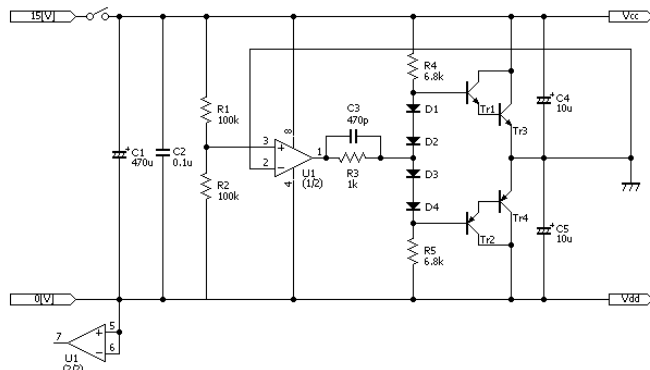 15[V]
Vcc
R4
6.8k
R1
100k
C3
470p
D1
Tr1
C4
10u
Tr3
8
3
2
1
D2
C1
470u
C2
0.1u
U1
(1/2)
R3
1k
4
D3
R2
100k
D4
Tr4
Tr2
C5
10u
R5
6.8k
0[V]
Vdd
7
5
6
U1
(2/2)